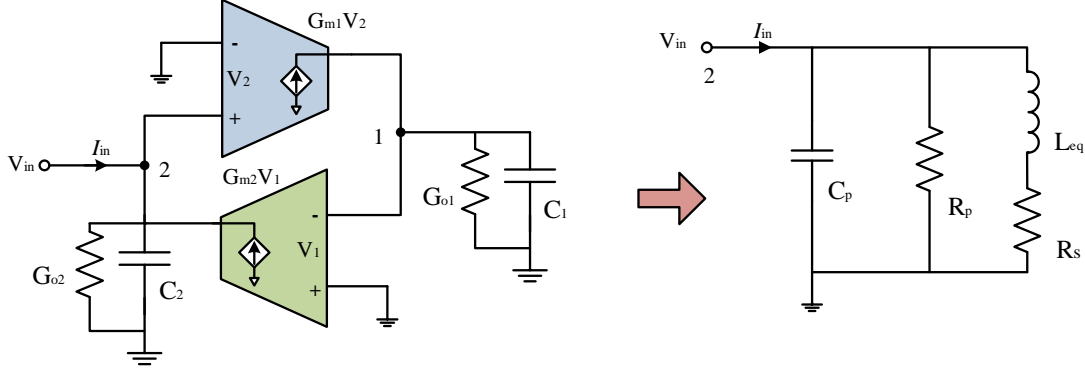 Gm1V2
-
V2
+
Vin
Iin
2
1
Go1
C1
Gm2V1
-
V1
+
Go2
C2
Vin
Iin
2
Cp
Rp
Leq
Rs